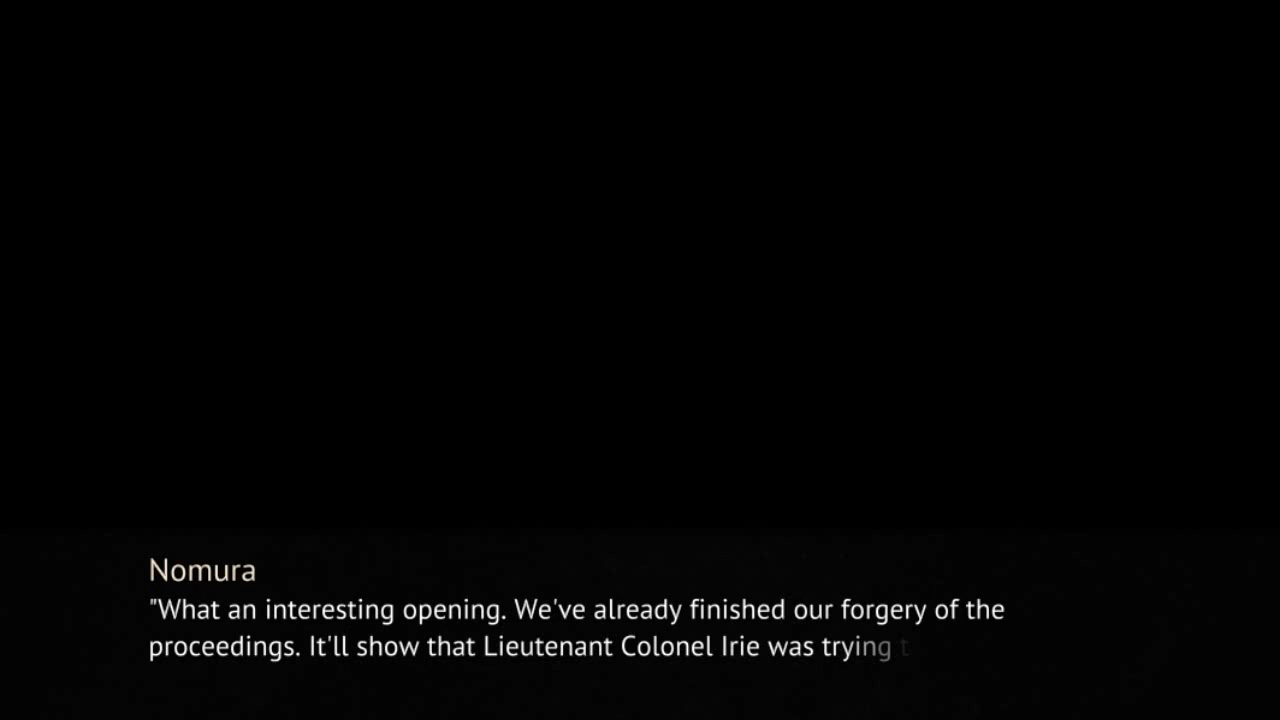 Nomura
"What an interesting opening. We've already finished our forgery of the
proceedings. It'll show that Lieutenant Colonel Irie was trying t